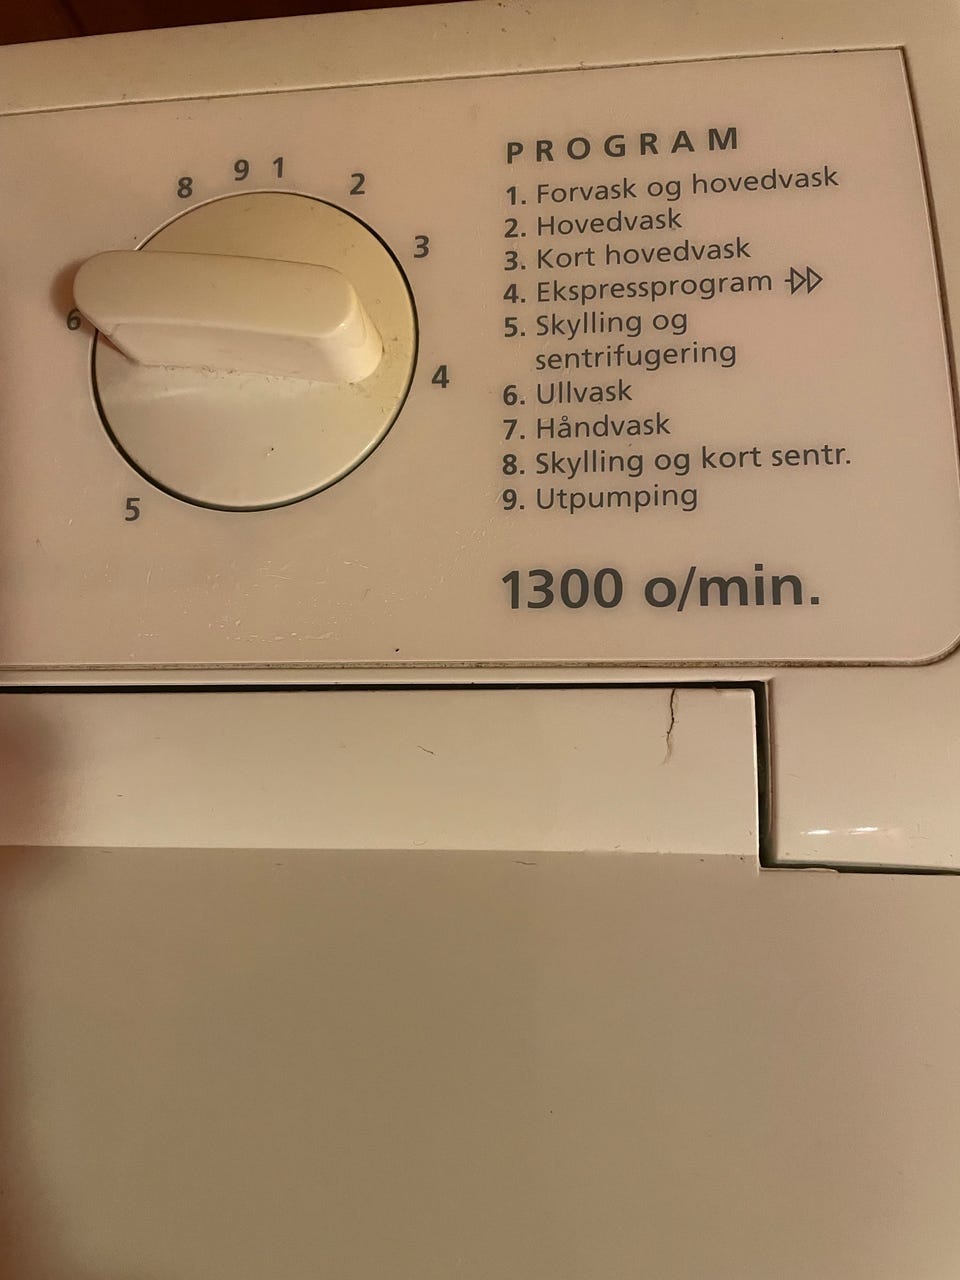 8 9 1 2
3
6
4
5
PROGRAM
1. Forvask og hovedvask
2. Hovedvask
3. Kort hovedvask
4. Ekspressprogram
5. Skylling og
sentrifugering
6. Ullvask
7. Håndvask
8. Skylling og kort sentr.
9. Utpumping
1300 o/min.